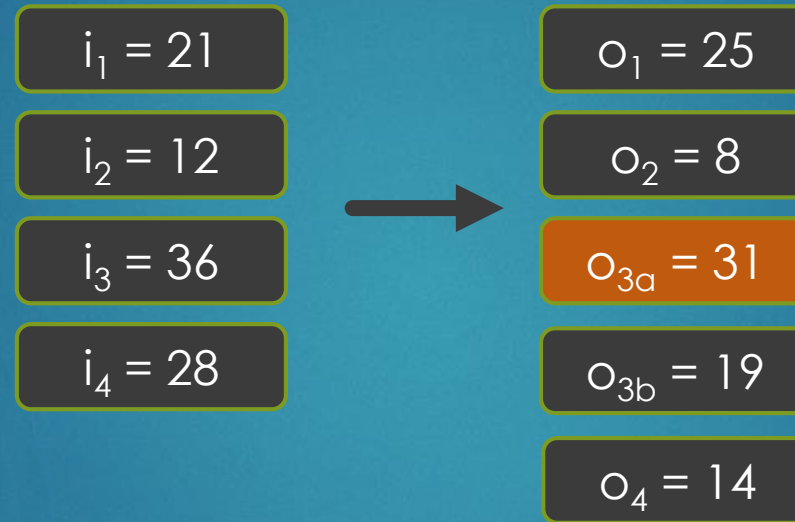 i₁ = 21
i₂ = 12
i₃ = 36
i₄ = 28
o₁ = 25
o₂ = 8
o₃ₐ = 31
o₃b = 19
o₄ = 14